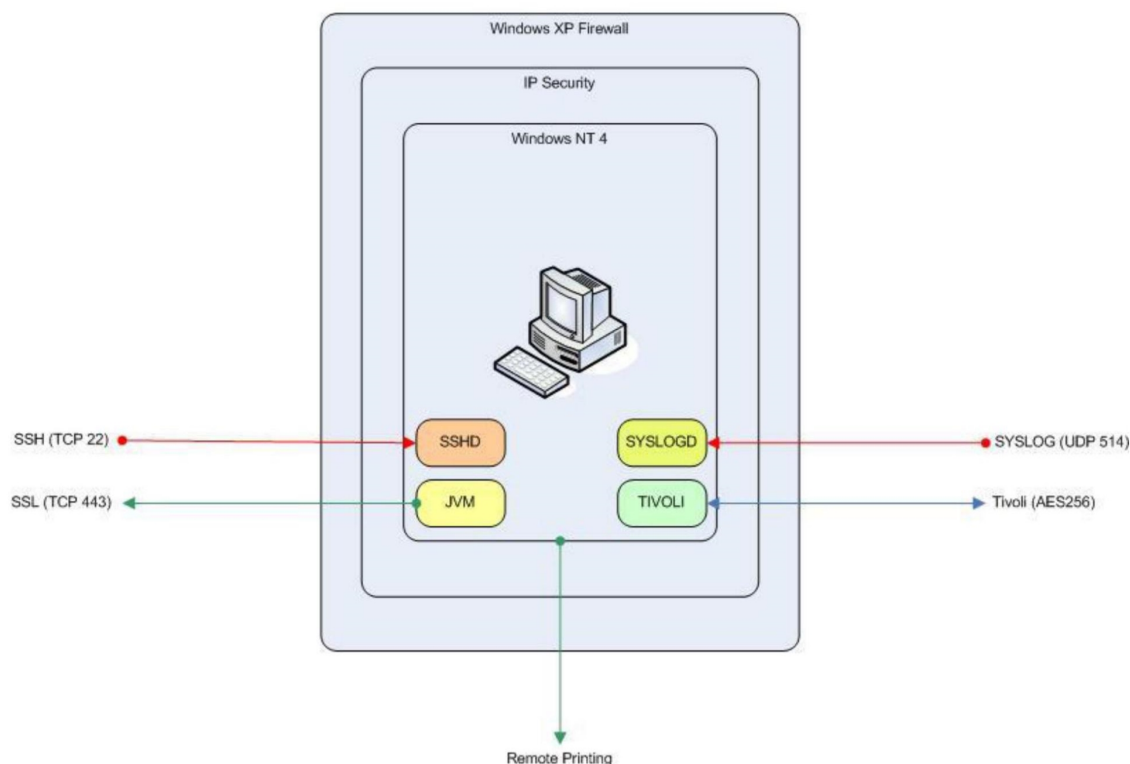 Windows XP Firewall
IP Security
Windows NT 4
SSH (TCP 22)
SSHD
SYSLOGD
SYSLOG (UDP 514)
SSL (TCP 443)
JVM
TIVOLI
Tivoli (AES256)
Remote Printing